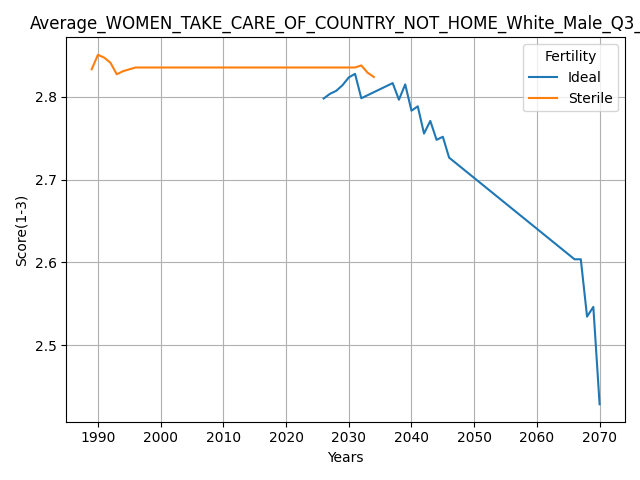 Average_WOMEN_TAKE_CARE_OF_COUNTRY_NOT_HOME_White_Male_Q3_
Fertility
Ideal
Sterile
Score(1-3)
2.8
2.7
2.6
2.5
1990 2000 2010 2020 2030 2040 2050 2060 2070
Years